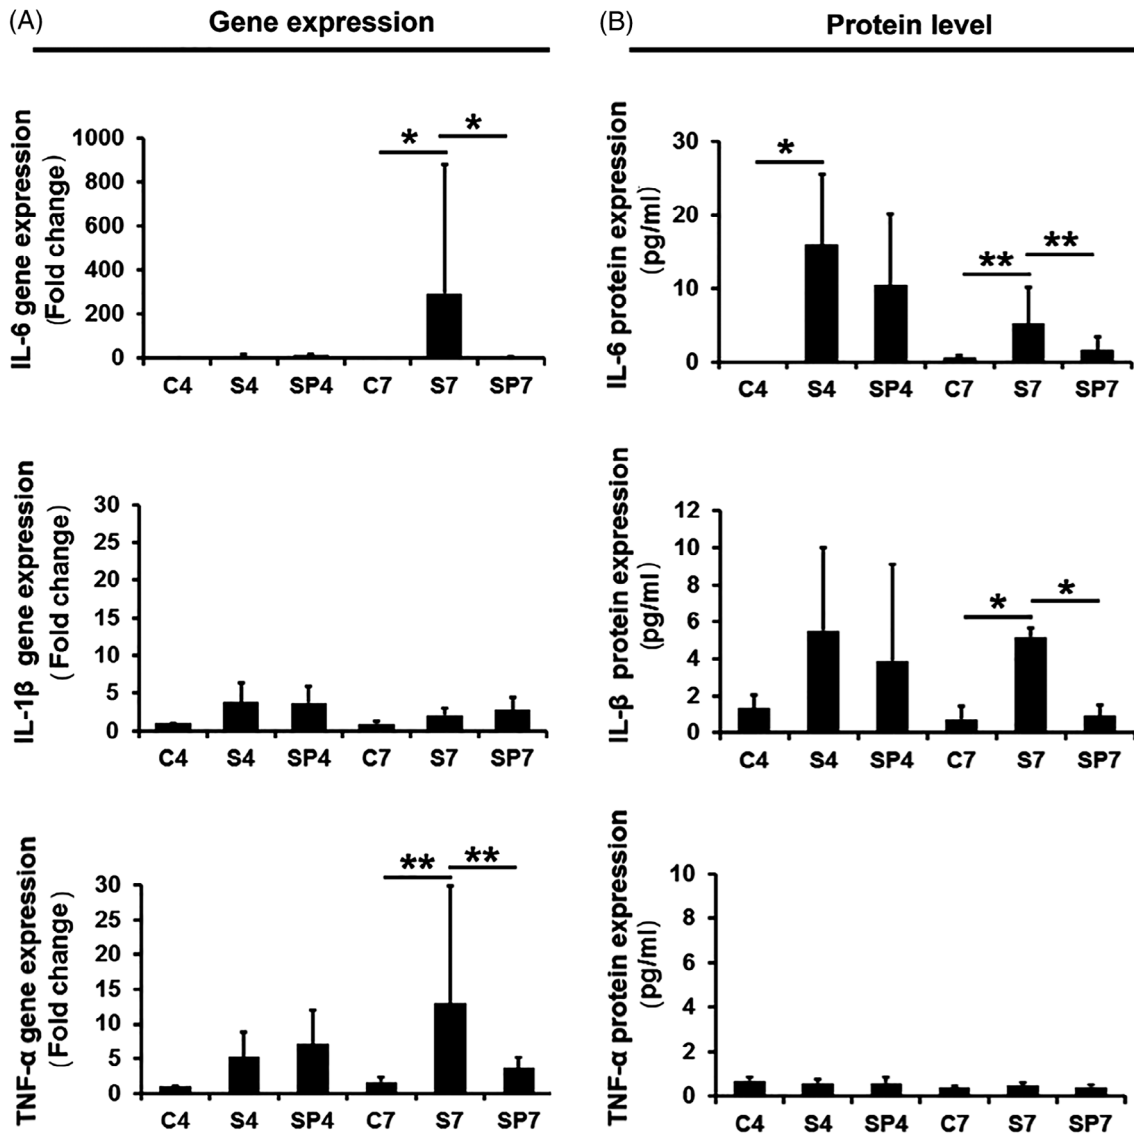 (A) Gene expression
IL-6 gene expression
(Fold change)
1000
800
600
400
200
0
* *
C4 S4 SP4 C7 S7 SP7
IL-1β gene expression
(Fold change)
30
25
20
15
10
5
0
C4 S4 SP4 C7 S7 SP7
TNF-α gene expression
(Fold change)
30
25
20
15
10
5
0
** **
C4 S4 SP4 C7 S7 SP7
(B) Protein level
IL-6 protein expression
(pg/ml)
30
20
10
0
* ** **
C4 S4 SP4 C7 S7 SP7
IL-β protein expression
(pg/ml)
12
10
8
6
4
2
0
* *
C4 S4 SP4 C7 S7 SP7
TNF-α protein expression
(pg/ml)
10
8
6
4
2
0
C4 S4 SP4 C7 S7 SP7